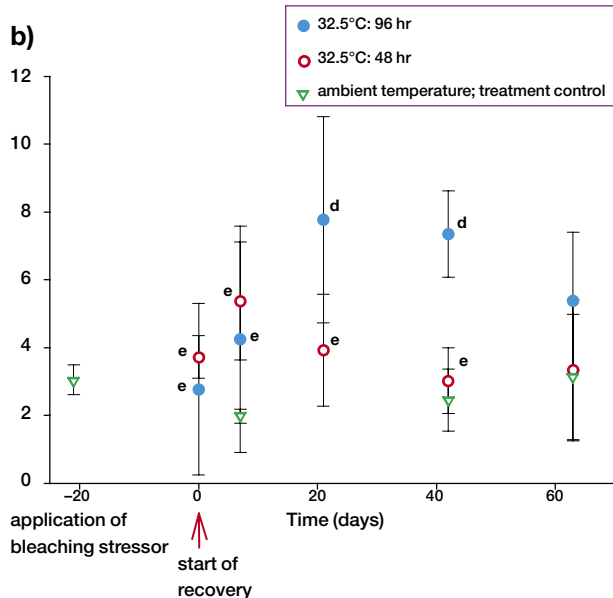 b)
32.5°C: 96 hr
32.5°C: 48 hr
ambient temperature; treatment control
12
10
8
6
4
2
0
d
d
e
e
e
e
e
e
–20
0
20
40
60
application of
bleaching stressor
Time (days)
start of
recovery